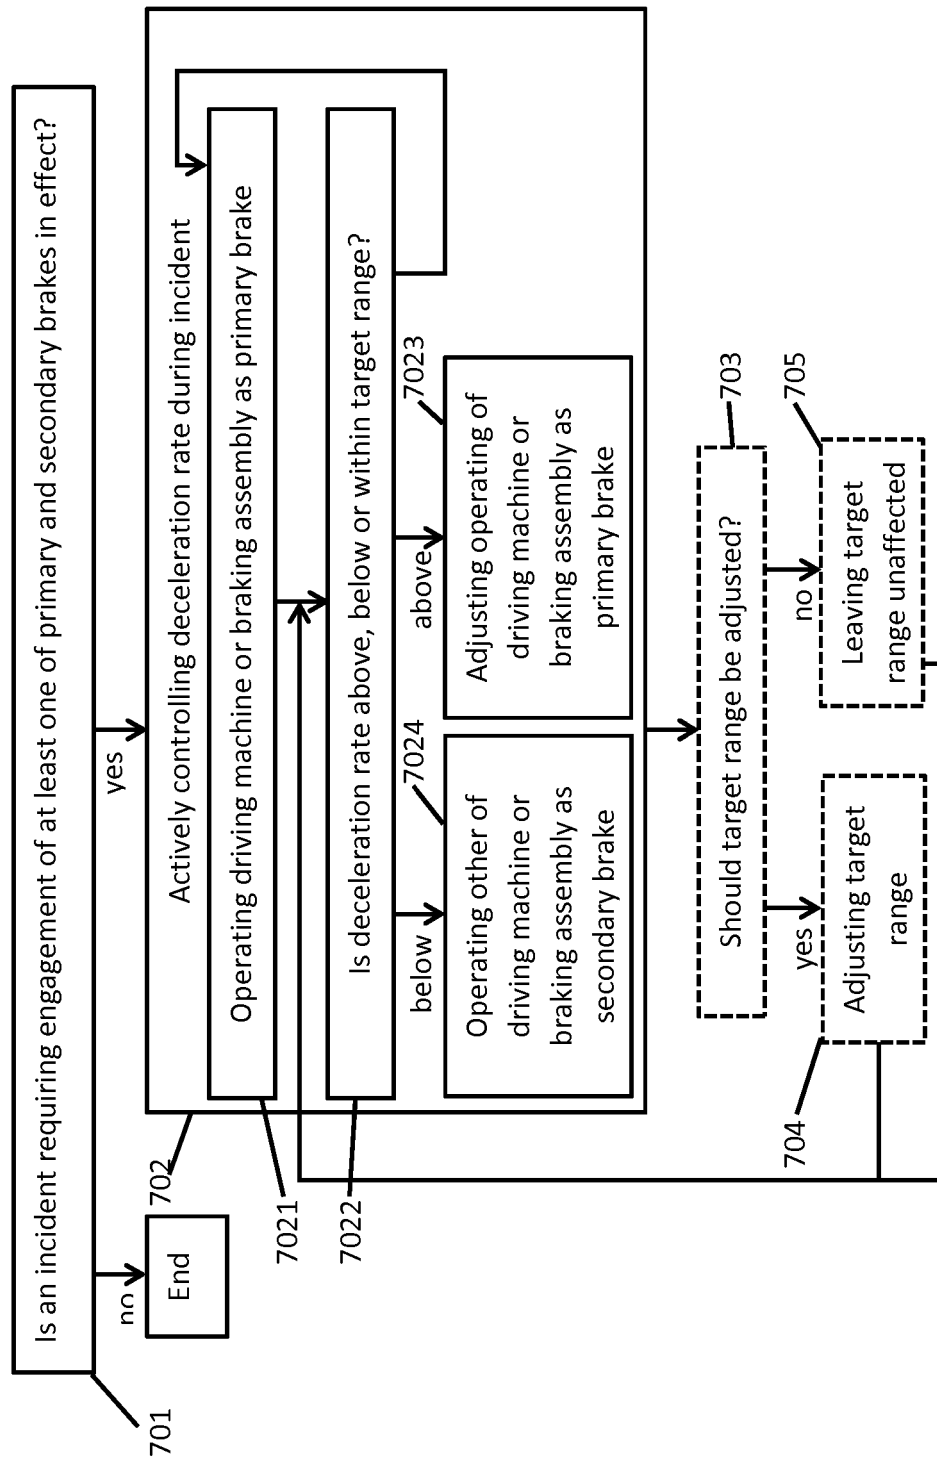 Is an incident requiring engagement of at least one of primary and secondary brakes in effect?
701
no
yes
End
702
Actively controlling deceleration rate during incident
Operating driving machine or braking assembly as primary brake
7021
Is deceleration rate above, below or within target range?
7022
below
above
7024
7023
Operating other of
driving machine or
braking assembly as
secondary brake
Adjusting operating of
driving machine or
braking assembly as
primary brake
Should target range be adjusted?
703
yes
no
704
705
Adjusting target
range
Leaving target
range unaffected